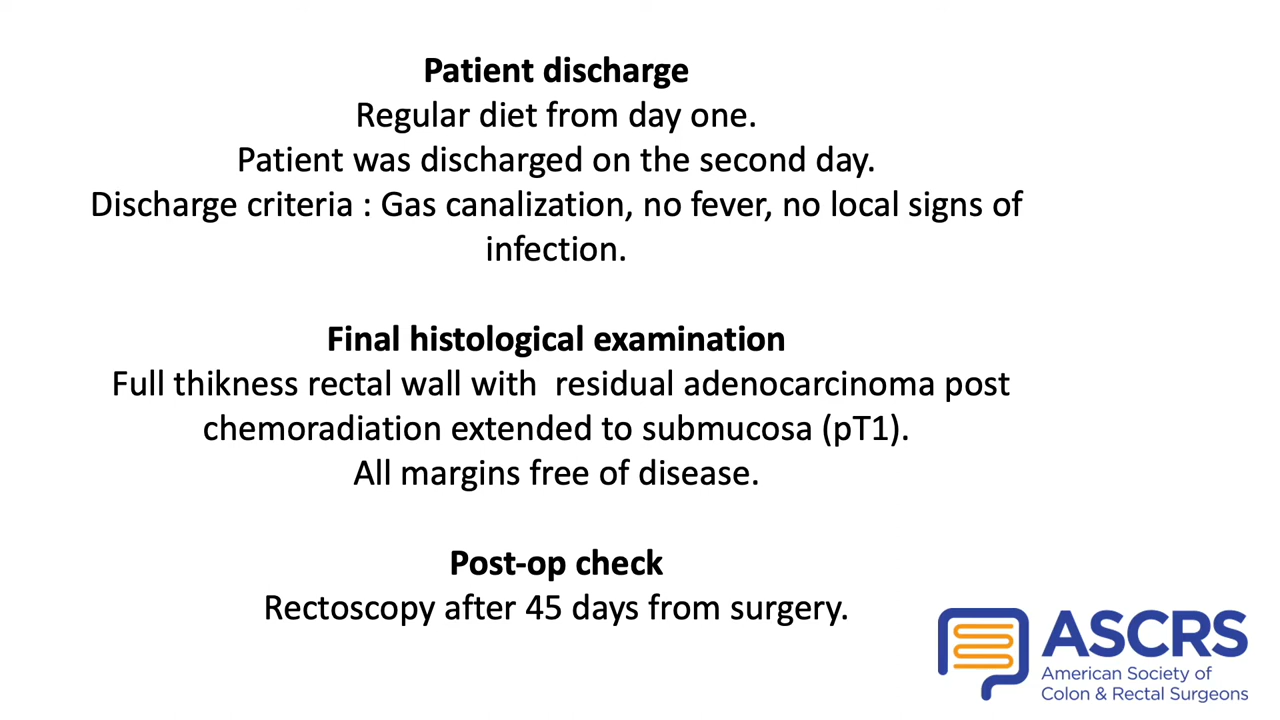 Patient discharge
Regular diet from day one.
Patient was discharged on the second day.
Discharge criteria : Gas canalization, no fever, no local signs of
infection.
Final histological examination
Full thikness rectal wall with  residual adenocarcinoma post
chemoradiation extended to submucosa (pT1).
All margins free of disease.
Post-op check
Rectoscopy after 45 days from surgery.
ASCRS
American Society of
Colon & Rectal Surgeons